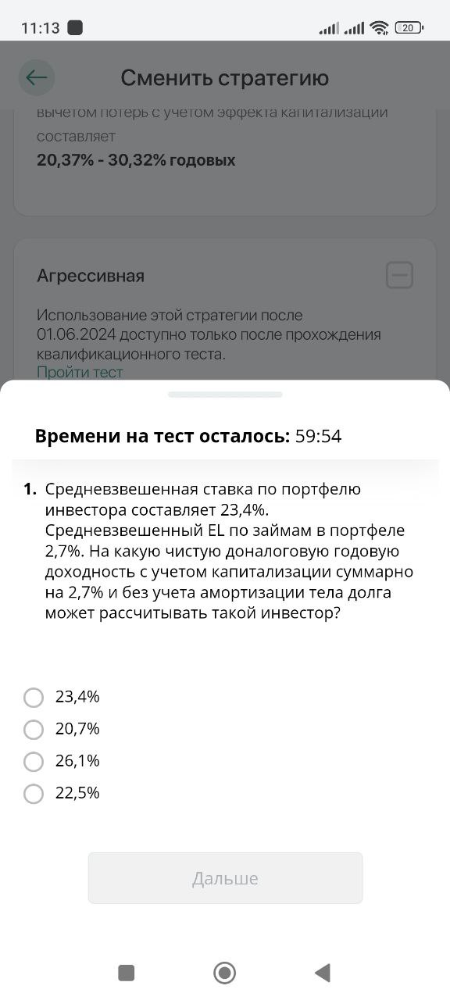 11:13
20
Сменить стратегию
вычетом потерь с учетом эффекта капитализации
составляет
20,37% - 30,32% годовых
Агрессивная
Использование этой стратегии после
01.06.2024 доступно только после прохождения
квалификационного теста.
Пройти тест
Времени на тест осталось: 59:54
1. Средневзвешенная ставка по портфелю
инвестора составляет 23,4%.
Средневзвешенный EL по займам в портфеле
2,7%. На какую чистую доналоговую годовую
доходность с учетом капитализации суммарно
на 2,7% и без учета амортизации тела долга
может рассчитывать такой инвестор?
23,4%
20,7%
26,1%
22,5%
Дальше